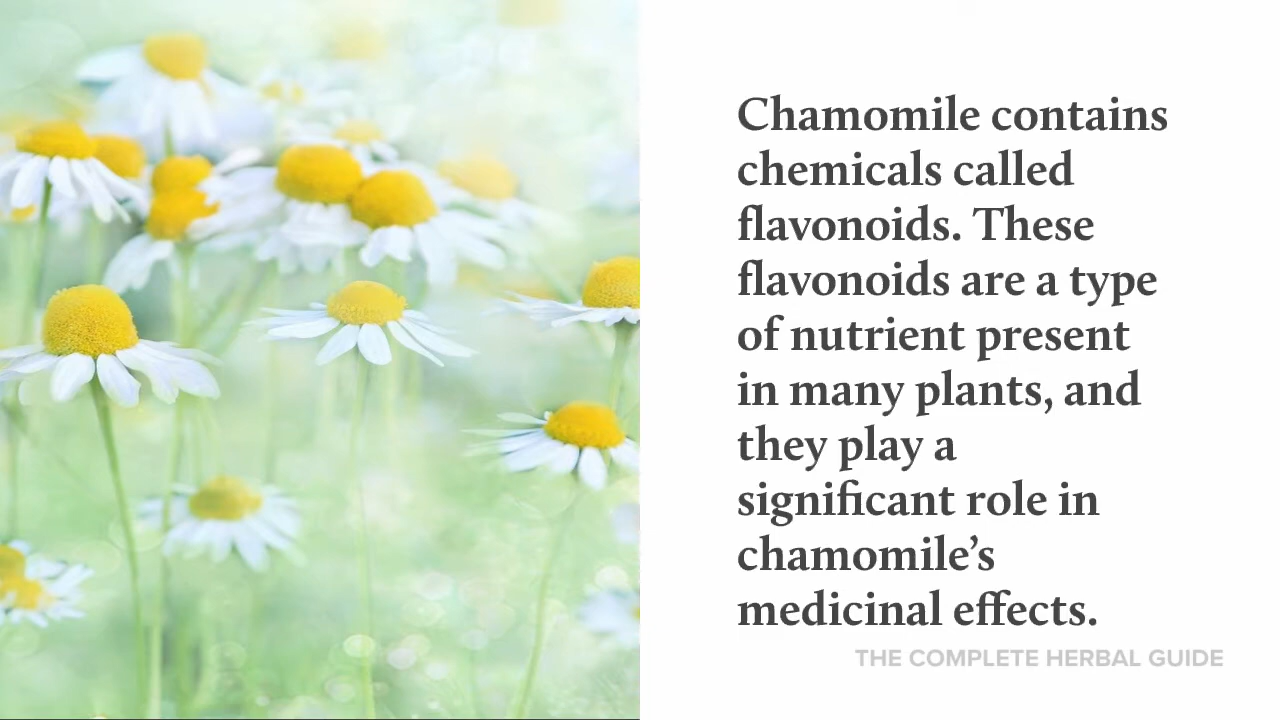 Chamomile contains
chemicals called
flavonoids. These
flavonoids are a type
of nutrient present
in many plants, and
they play a
significant role in
chamomile’s
medicinal effects.
THE COMPLETE HERBAL GUIDE